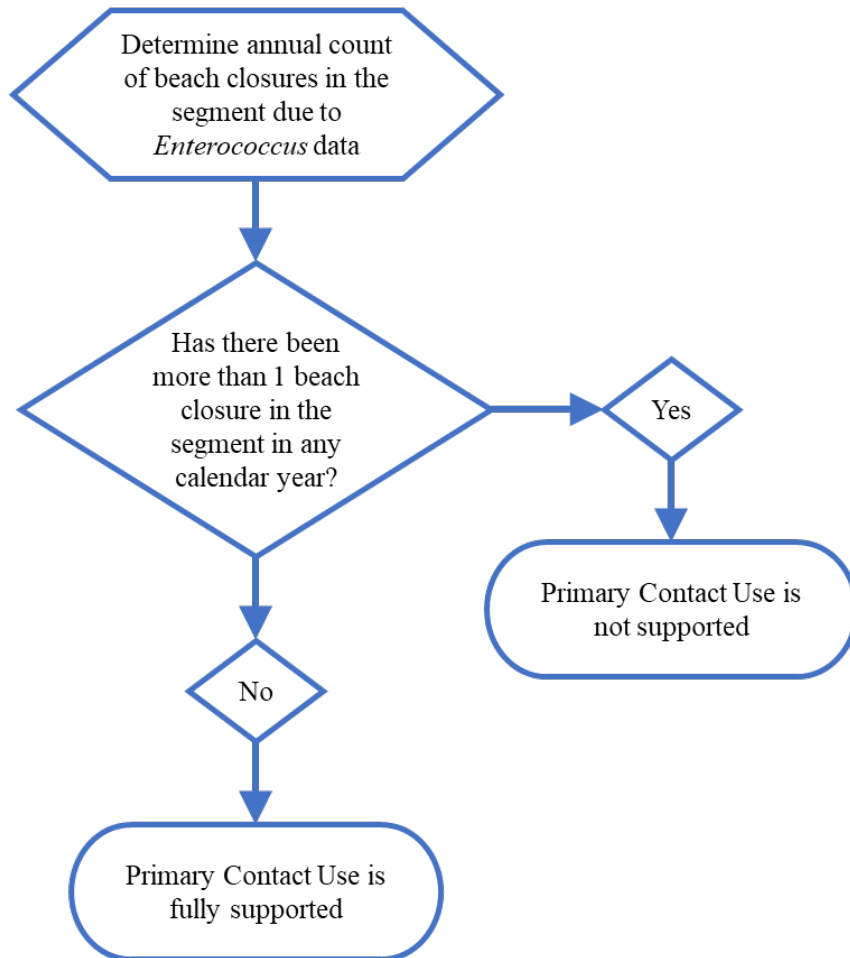 Determine annual count
of beach closures in the
segment due to
Enterococcus data
Has there been
more than 1 beach
closure in the
segment in any
calendar year?
Yes
Primary Contact Use is
not supported
No
Primary Contact Use is
fully supported